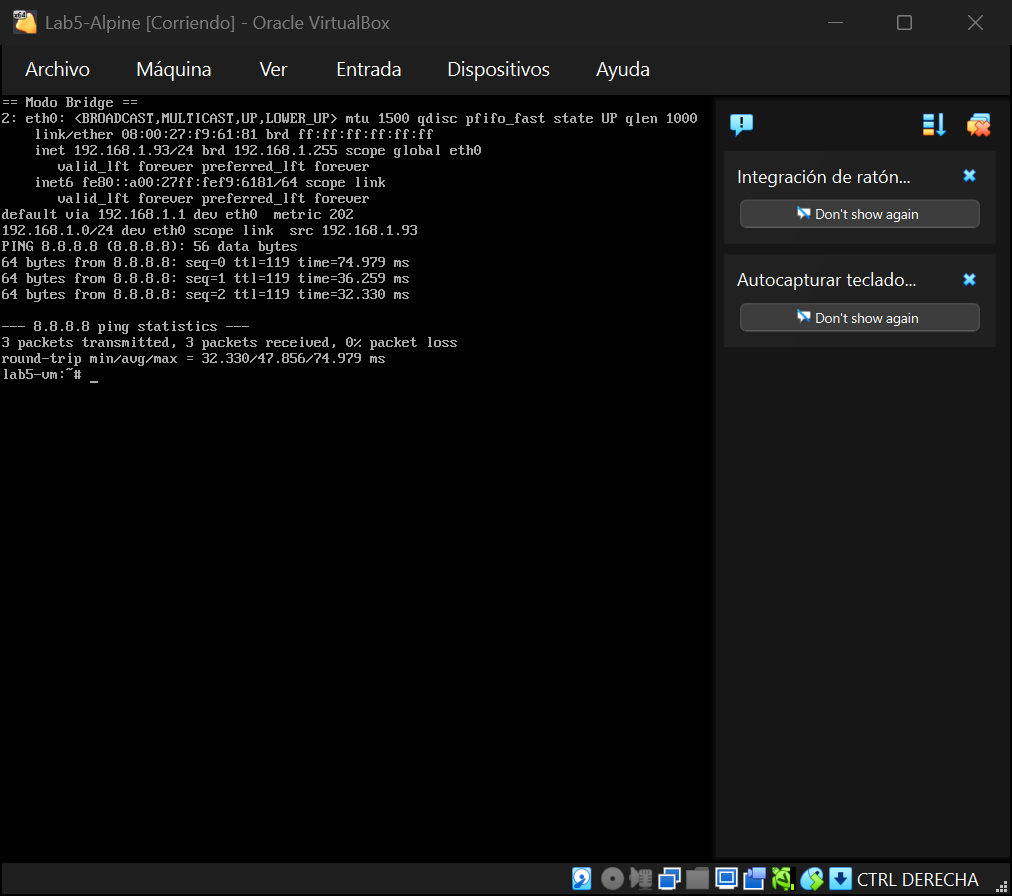 Lab5-Alpine [Corriendo] - Oracle VirtualBox
Archivo Máquina Ver Entrada Dispositivos Ayuda
== Modo Bridge ==
2: eth0: <BROADCAST,MULTICAST,UP,LOWER_UP> mtu 1500 qdisc pfifo_fast state UP qlen 1000
    link/ether 08:00:27:f9:61:81 brd ff:ff:ff:ff:ff:ff
    inet 192.168.1.93/24 brd 192.168.1.255 scope global eth0
       valid_lft forever preferred_lft forever
    inet6 fe80::a00:27ff:fef9:6181/64 scope link
       valid_lft forever preferred_lft forever
default via 192.168.1.1 dev eth0  metric 202
192.168.1.0/24 dev eth0 scope link  src 192.168.1.93
PING 8.8.8.8 (8.8.8.8): 56 data bytes
64 bytes from 8.8.8.8: seq=0 ttl=119 time=74.979 ms
64 bytes from 8.8.8.8: seq=1 ttl=119 time=36.259 ms
64 bytes from 8.8.8.8: seq=2 ttl=119 time=32.330 ms

--- 8.8.8.8 ping statistics ---
3 packets transmitted, 3 packets received, 0% packet loss
round-trip min/avg/max = 32.330/47.856/74.979 ms
lab5-vm:~# _
Integración de ratón...
Don't show again
Autocapturar teclado...
Don't show again
CTRL DERECHA